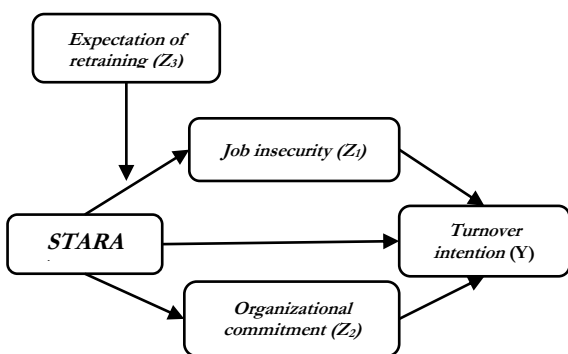 Expectation of
retraining (Z₃)
Job insecurity (Z₁)
STARA
Turnover
intention (Y)
Organizational
commitment (Z₂)